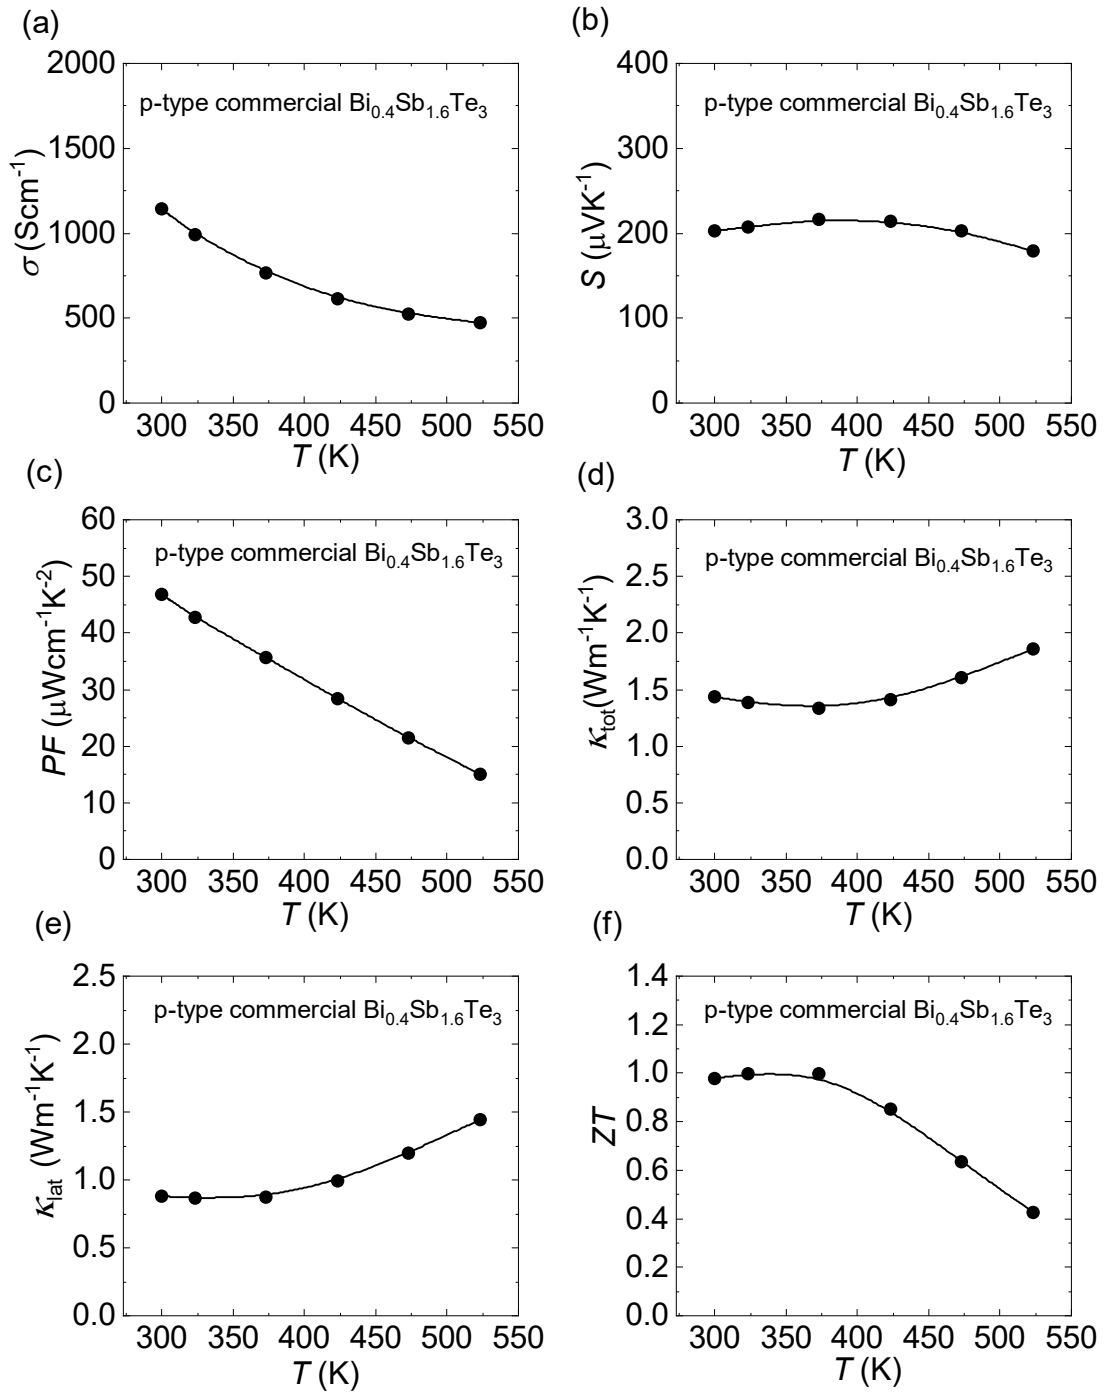 (a)
2000
1500
1000
500
0
σ (Scm⁻¹)
p-type commercial Bi₀.₄Sb₁.₆Te₃
300 350 400 450 500 550
T (K)
(b)
400
300
200
100
0
S (μVK⁻¹)
p-type commercial Bi₀.₄Sb₁.₆Te₃
300 350 400 450 500 550
T (K)
(c)
60
50
40
30
20
10
0
PF (μWcm⁻¹K⁻²)
p-type commercial Bi₀.₄Sb₁.₆Te₃
300 350 400 450 500 550
T (K)
(d)
3.0
2.5
2.0
1.5
1.0
0.5
0.0
κtot(Wm⁻¹K⁻¹)
p-type commercial Bi₀.₄Sb₁.₆Te₃
300 350 400 450 500 550
T (K)
(e)
2.5
2.0
1.5
1.0
0.5
0.0
κlat (Wm⁻¹K⁻¹)
p-type commercial Bi₀.₄Sb₁.₆Te₃
300 350 400 450 500 550
T (K)
(f)
1.4
1.2
1.0
0.8
0.6
0.4
0.2
0.0
ZT
p-type commercial Bi₀.₄Sb₁.₆Te₃
300 350 400 450 500 550
T (K)